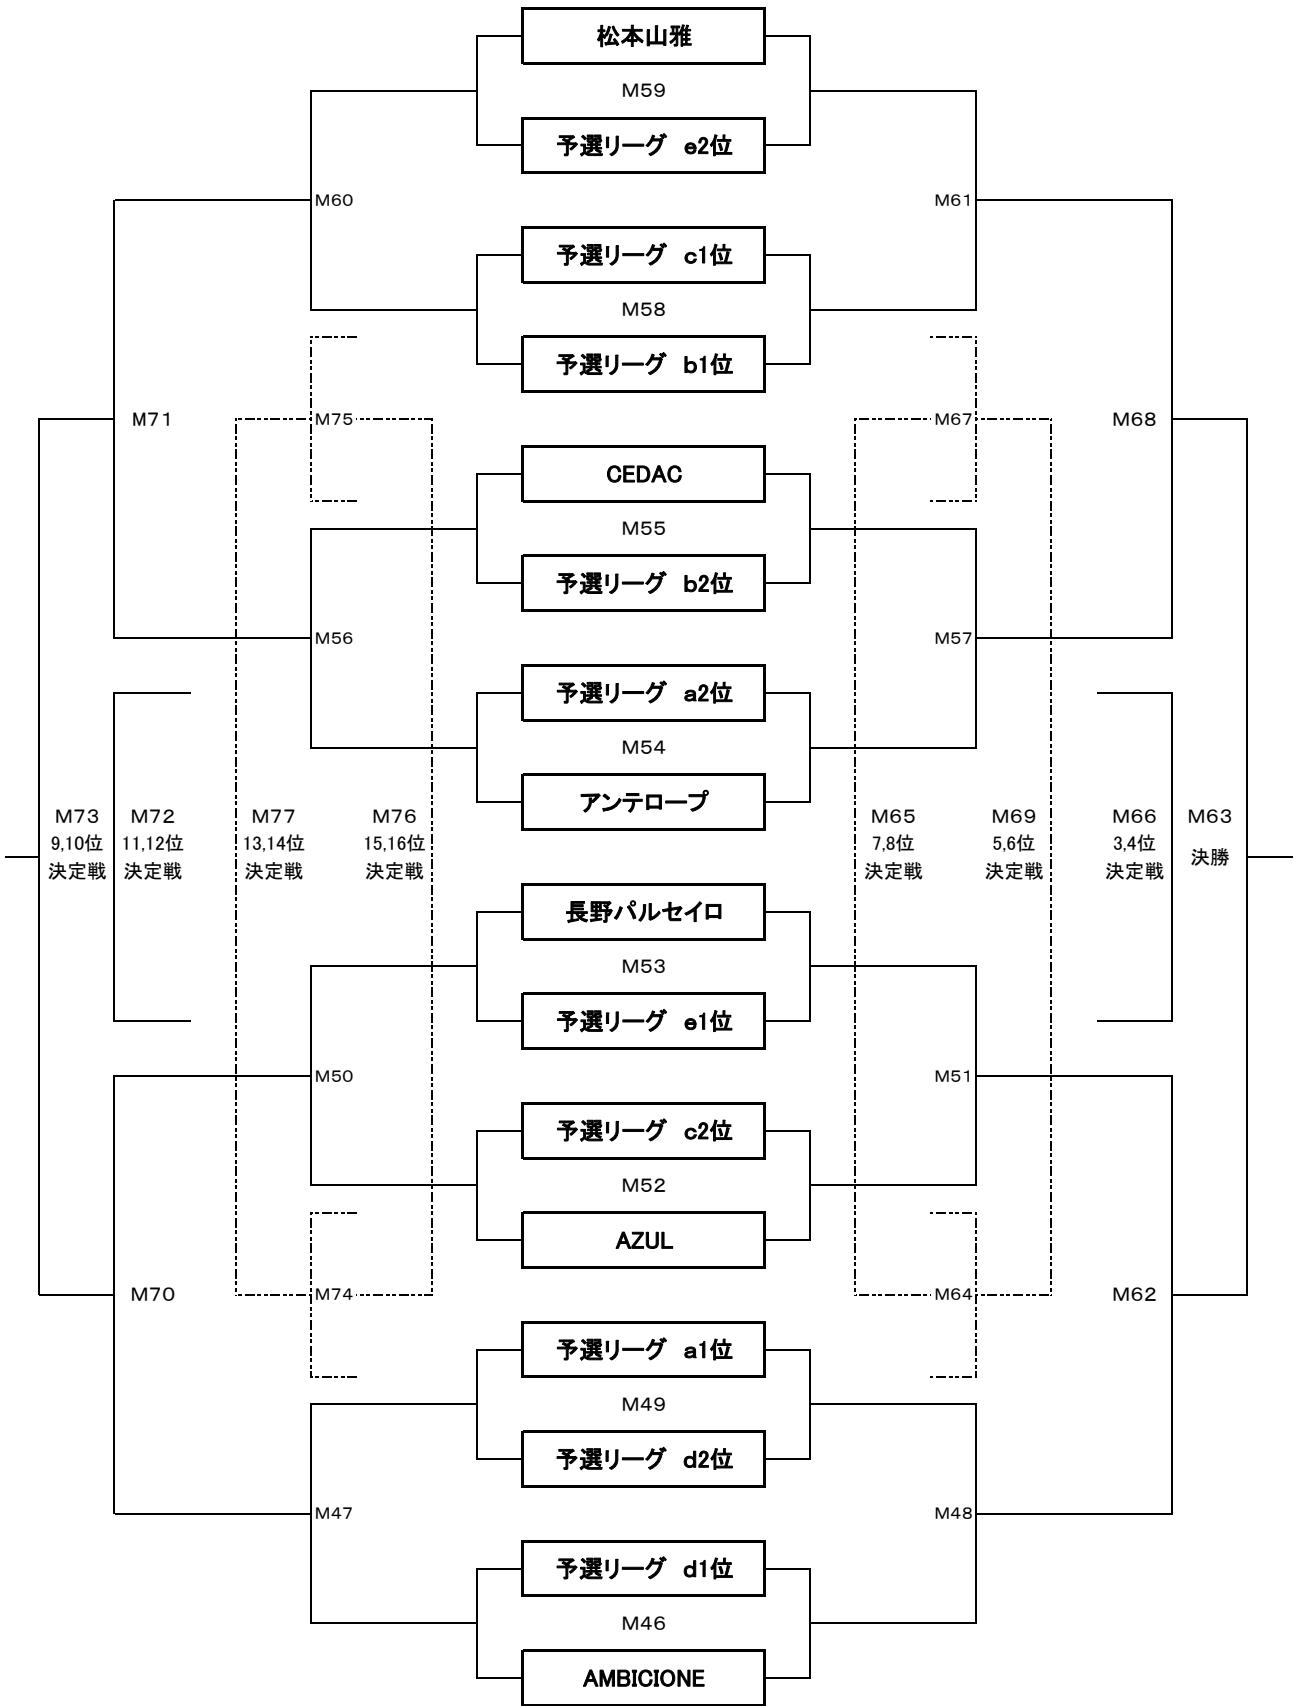 松本山雅
M59
予選リーグ e2位
M60
M61
予選リーグ c1位
M58
予選リーグ b1位
M71
M75
M67
M68
CEDAC
M55
予選リーグ b2位
M56
M57
予選リーグ a2位
M54
アンテロープ
M73
9,10位
決定戦
M72
11,12位
決定戦
M77
13,14位
決定戦
M76
15,16位
決定戦
M65
7,8位
決定戦
M69
5,6位
決定戦
M66
3,4位
決定戦
M63
決勝
長野パルセイロ
M53
予選リーグ e1位
M50
M51
予選リーグ c2位
M52
AZUL
M70
M74
M64
M62
予選リーグ a1位
M49
予選リーグ d2位
M47
M48
予選リーグ d1位
M46
AMBICIONE